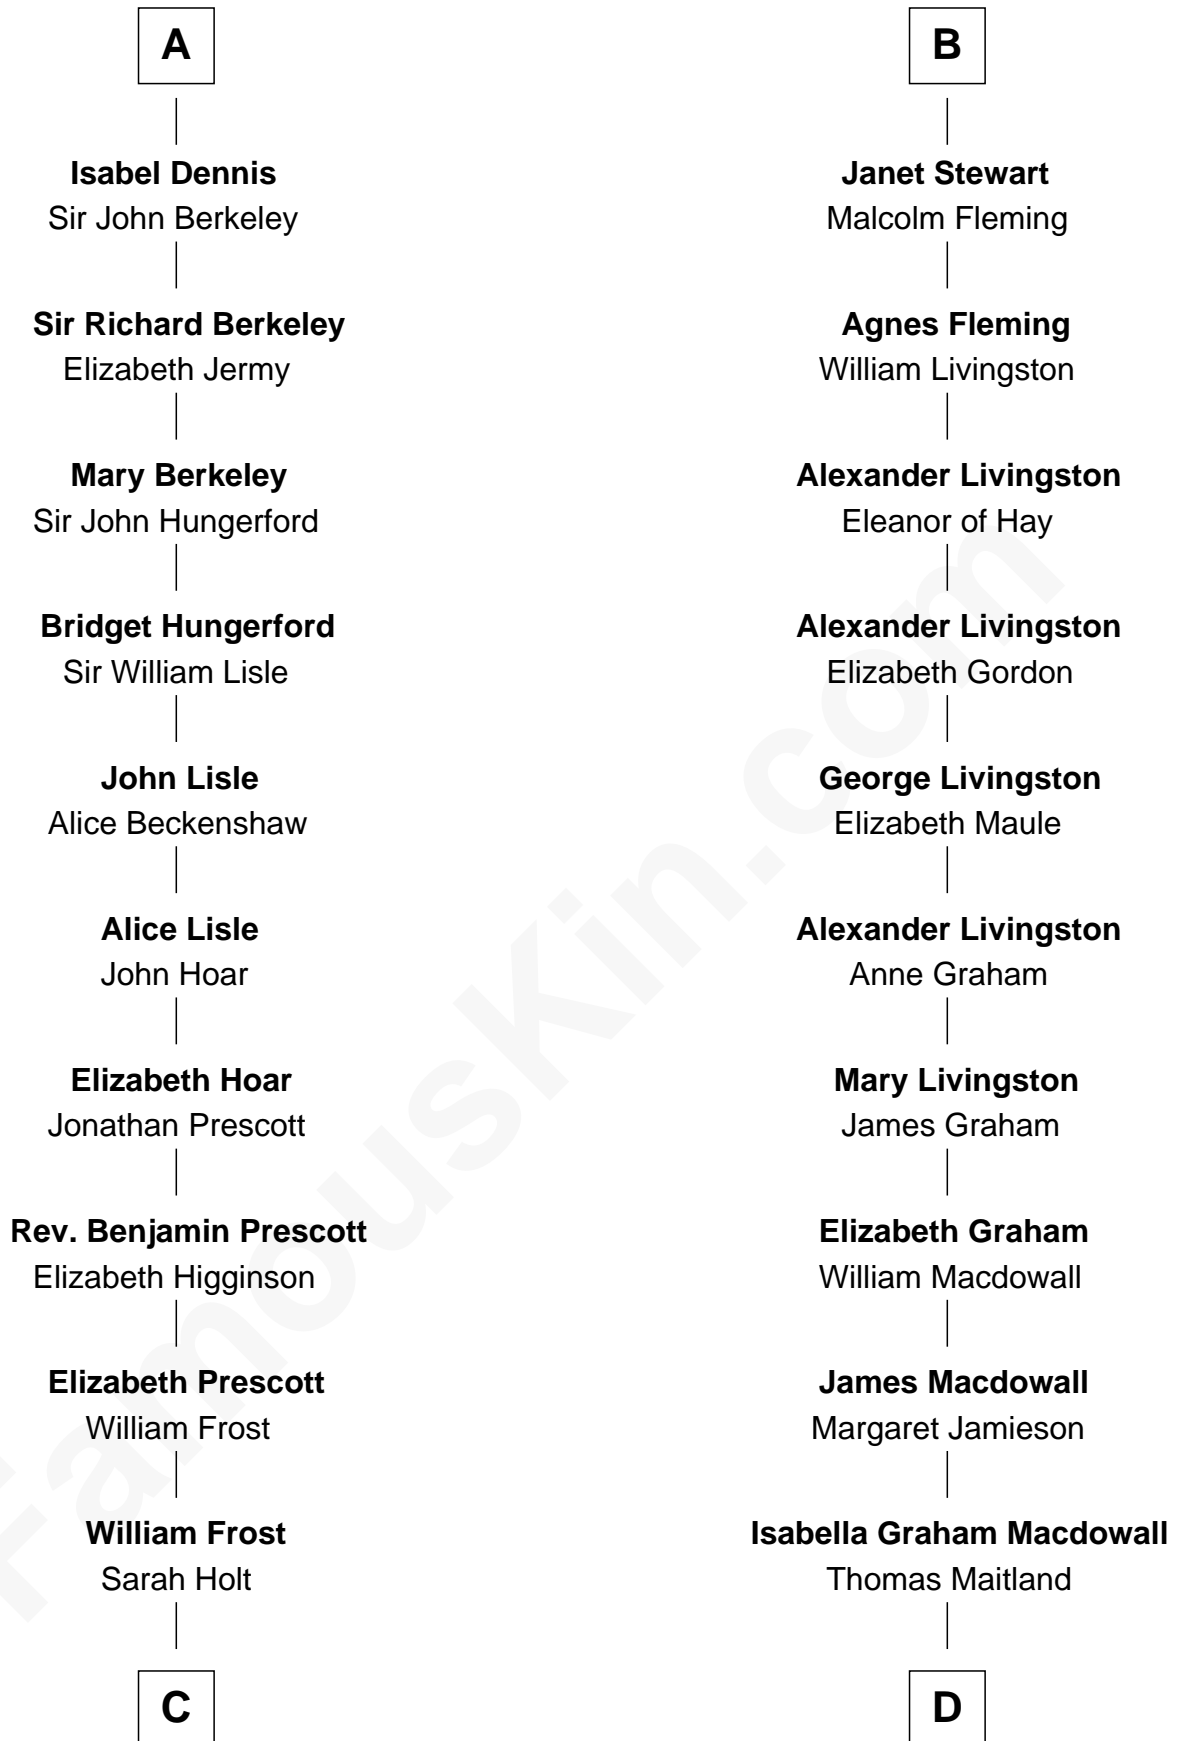 A
Isabel Dennis
Sir John Berkeley
Sir Richard Berkeley
Elizabeth Jermy
Mary Berkeley
Sir John Hungerford
Bridget Hungerford
Sir William Lisle
John Lisle
Alice Beckenshaw
Alice Lisle
John Hoar
Elizabeth Hoar
Jonathan Prescott
Rev. Benjamin Prescott
Elizabeth Higginson
Elizabeth Prescott
William Frost
William Frost
Sarah Holt
C
B
Janet Stewart
Malcolm Fleming
Agnes Fleming
William Livingston
Alexander Livingston
Eleanor of Hay
Alexander Livingston
Elizabeth Gordon
George Livingston
Elizabeth Maule
Alexander Livingston
Anne Graham
Mary Livingston
James Graham
Elizabeth Graham
William Macdowall
James Macdowall
Margaret Jamieson
Isabella Graham Macdowall
Thomas Maitland
D
FamousKin.com